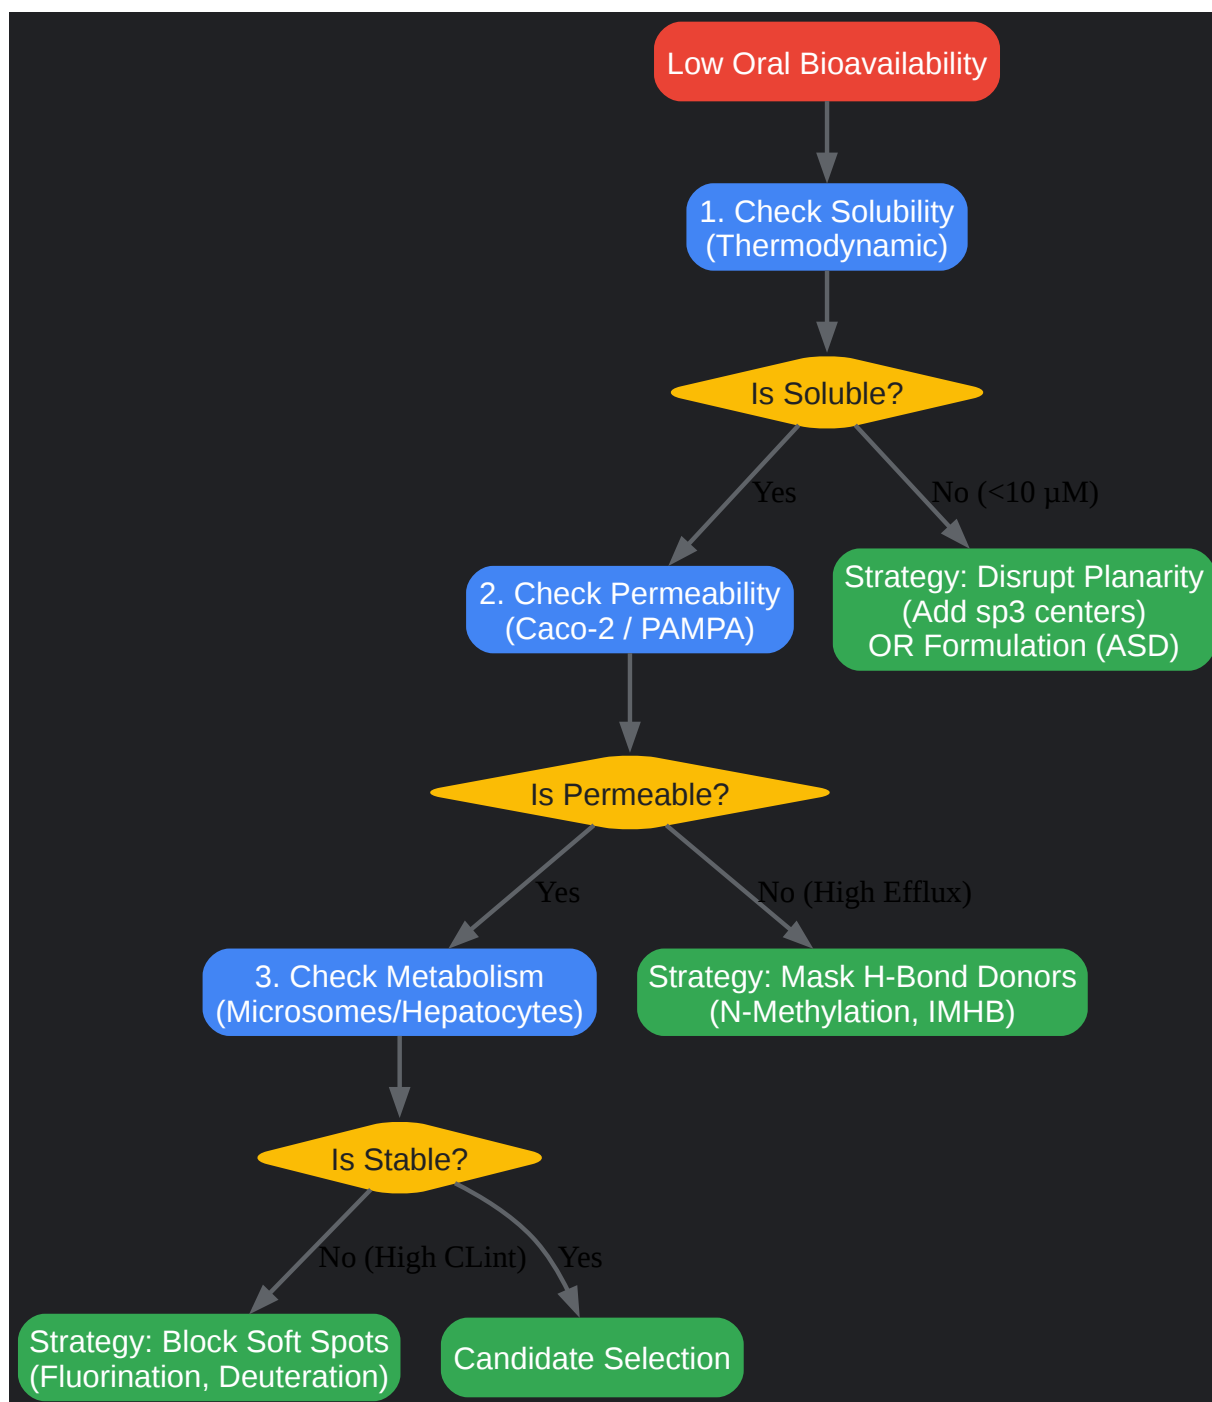 Low Oral Bioavailability
1. Check Solubility
(Thermodynamic)
Is Soluble?
Yes
No (<10 µM)
2. Check Permeability
(Caco-2 / PAMPA)
Strategy: Disrupt Planarity
(Add sp3 centers)
OR Formulation (ASD)
Is Permeable?
Yes
No (High Efflux)
3. Check Metabolism
(Microsomes/Hepatocytes)
Strategy: Mask H-Bond Donors
(N-Methylation, IMHB)
Is Stable?
No (High CLint)
Yes
Strategy: Block Soft Spots
(Fluorination, Deuteration)
Candidate Selection